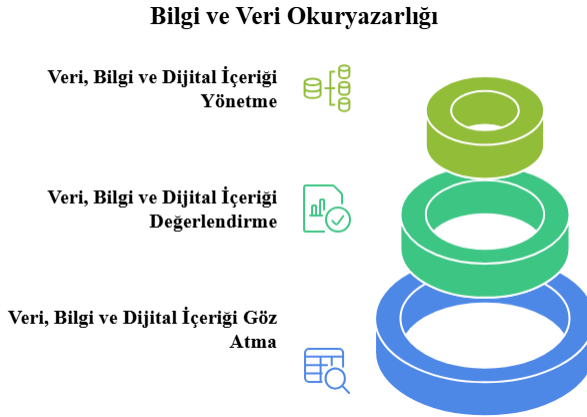 Bilgi ve Veri Okuryazarlığı
Veri, Bilgi ve Dijital İçeriği
Yönetme
Veri, Bilgi ve Dijital İçeriği
Değerlendirme
Veri, Bilgi ve Dijital İçeriği Göz
Atma